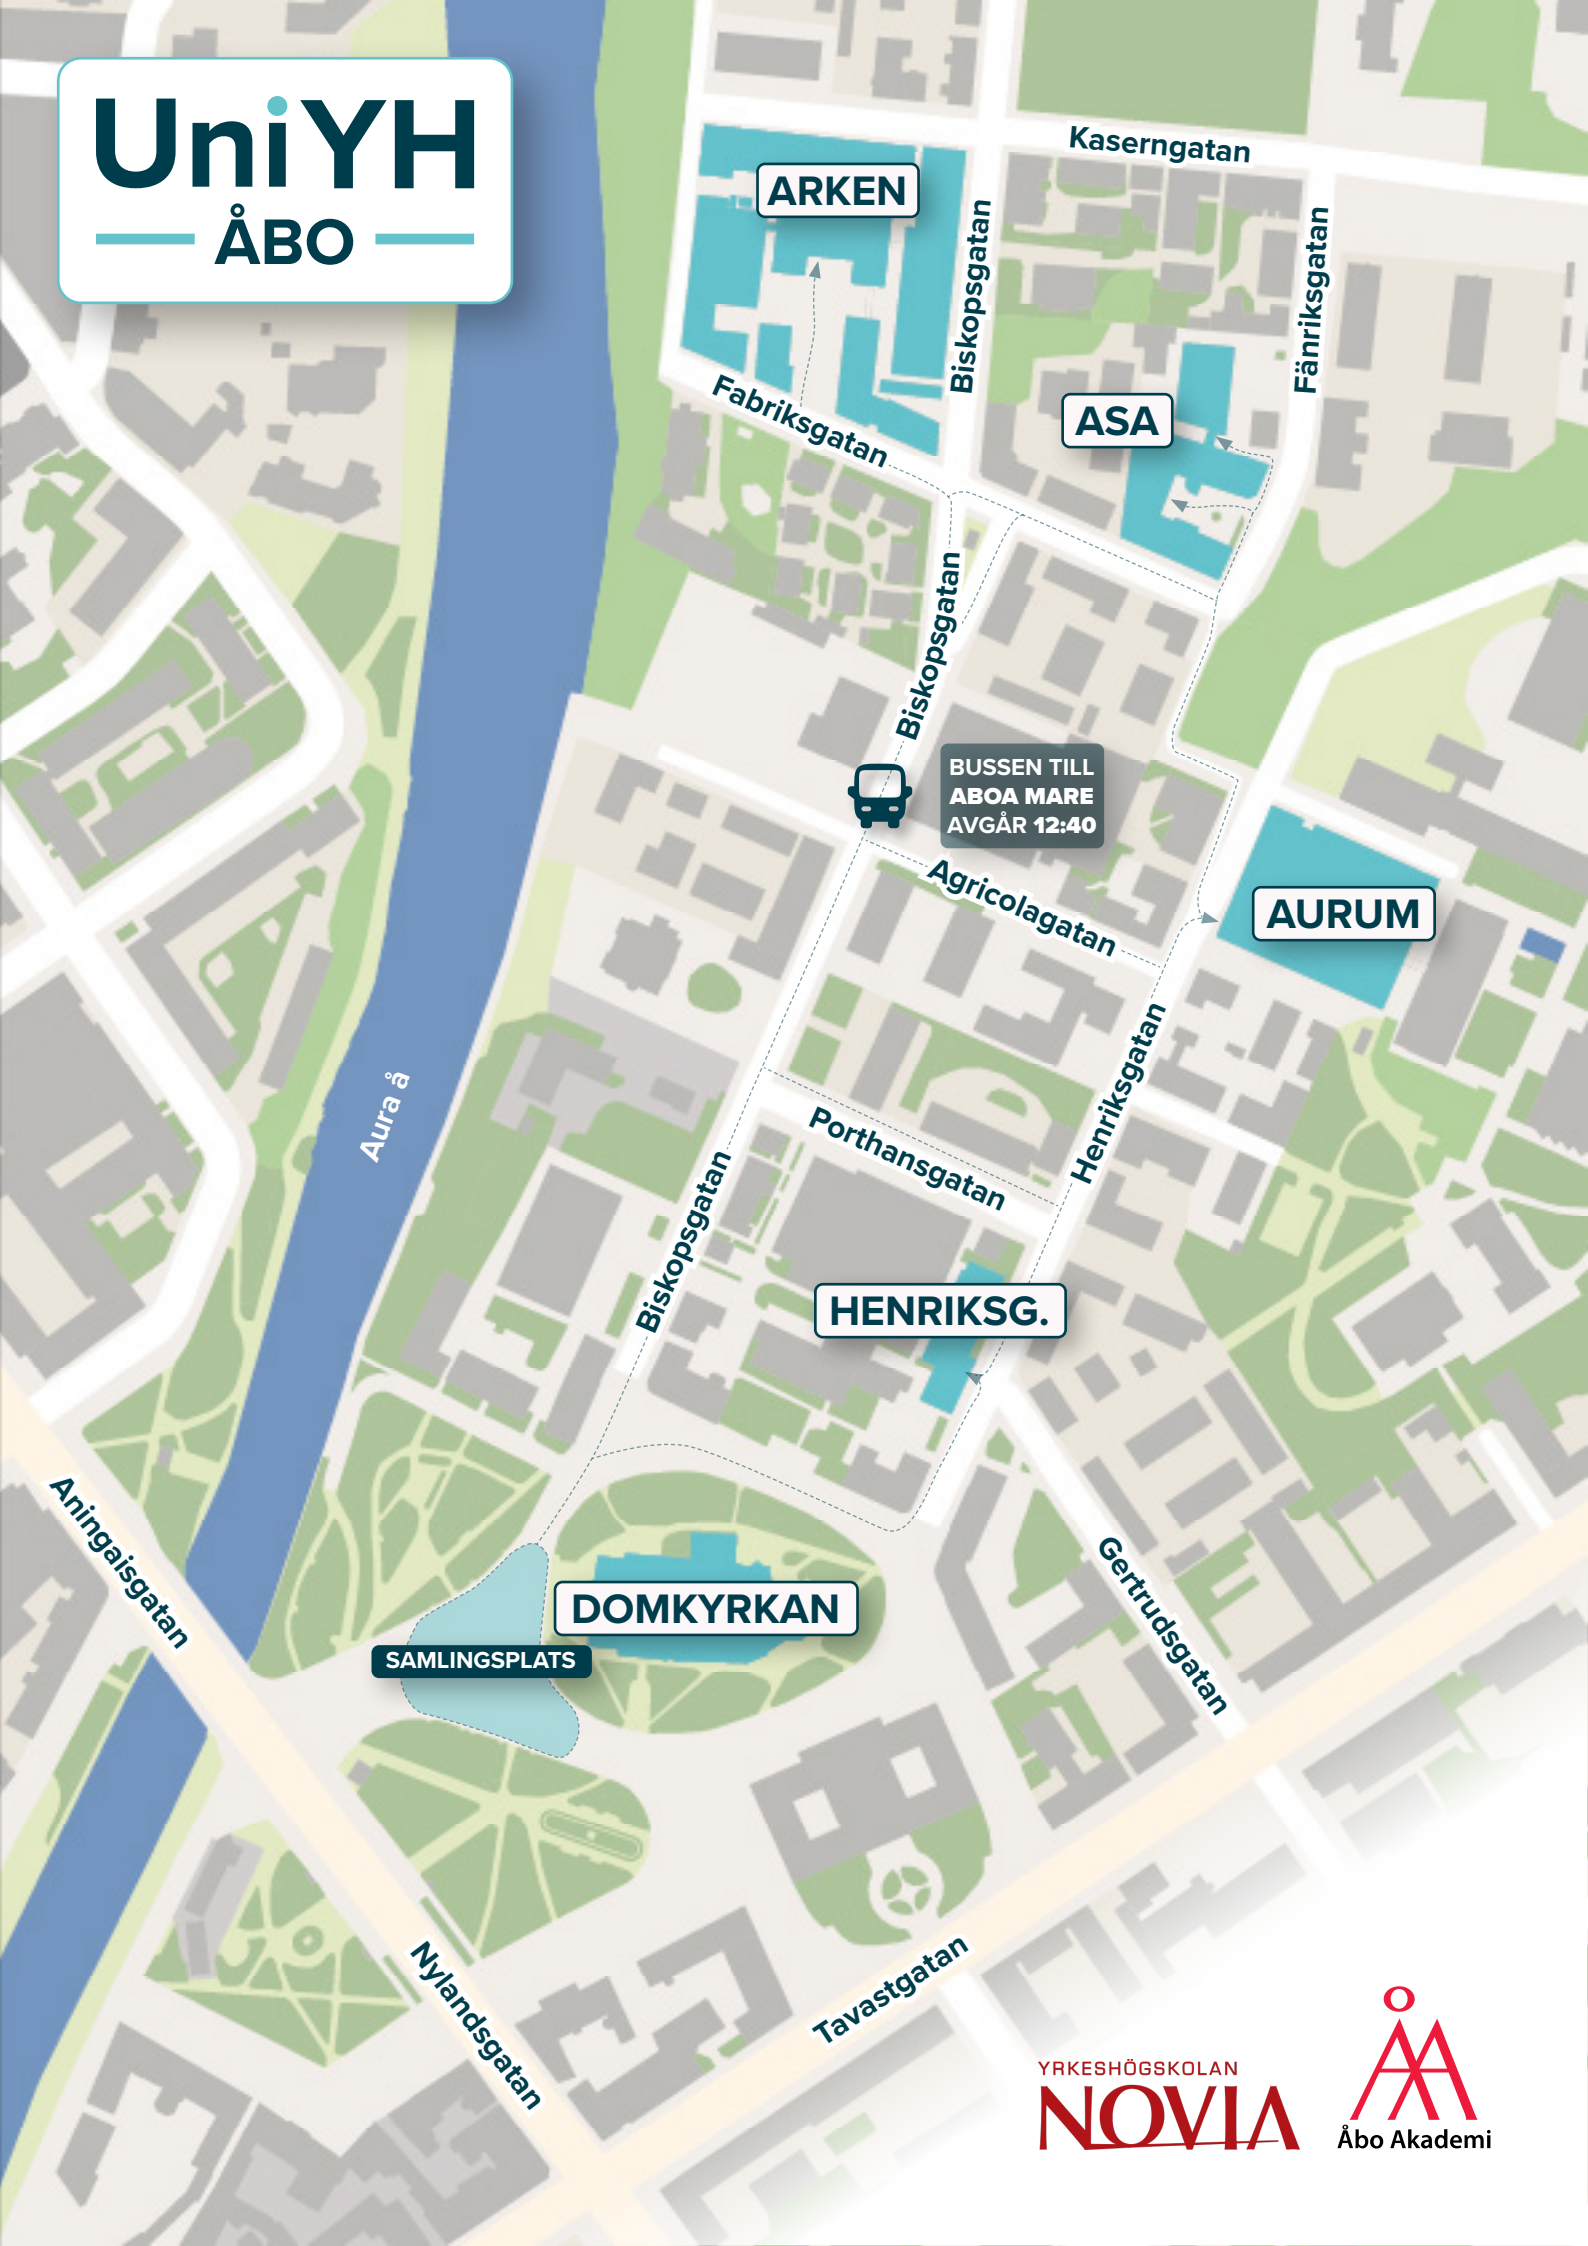 UniYH
ÅBO
Kaserngatan
ARKEN
Biskopsgatan
Fänriksgatan
Fabriksgatan
ASA
Biskopsgatan
BUSSEN TILL
ABOA MARE
AVGÅR 12:40
Agricolagatan
AURUM
Aura å
Henriksgatan
Porthansgatan
Biskopsgatan
HENRIKSG.
Aningaisgatan
Gertrudsgatan
DOMKYRKAN
SAMLINGSPLATS
Nylandsgatan
Tavastgatan
YRKESHÖGSKOLAN
NOVIA
Åbo Akademi